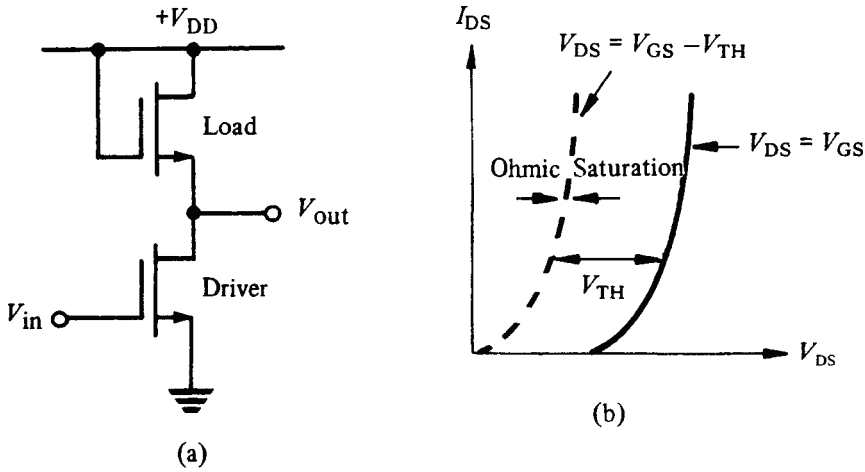 +V_DD
Load
V_out
Driver
V_in
(a)
I_DS
V_DS = V_GS − V_TH
V_DS = V_GS
Ohmic Saturation
V_TH
V_DS
(b)